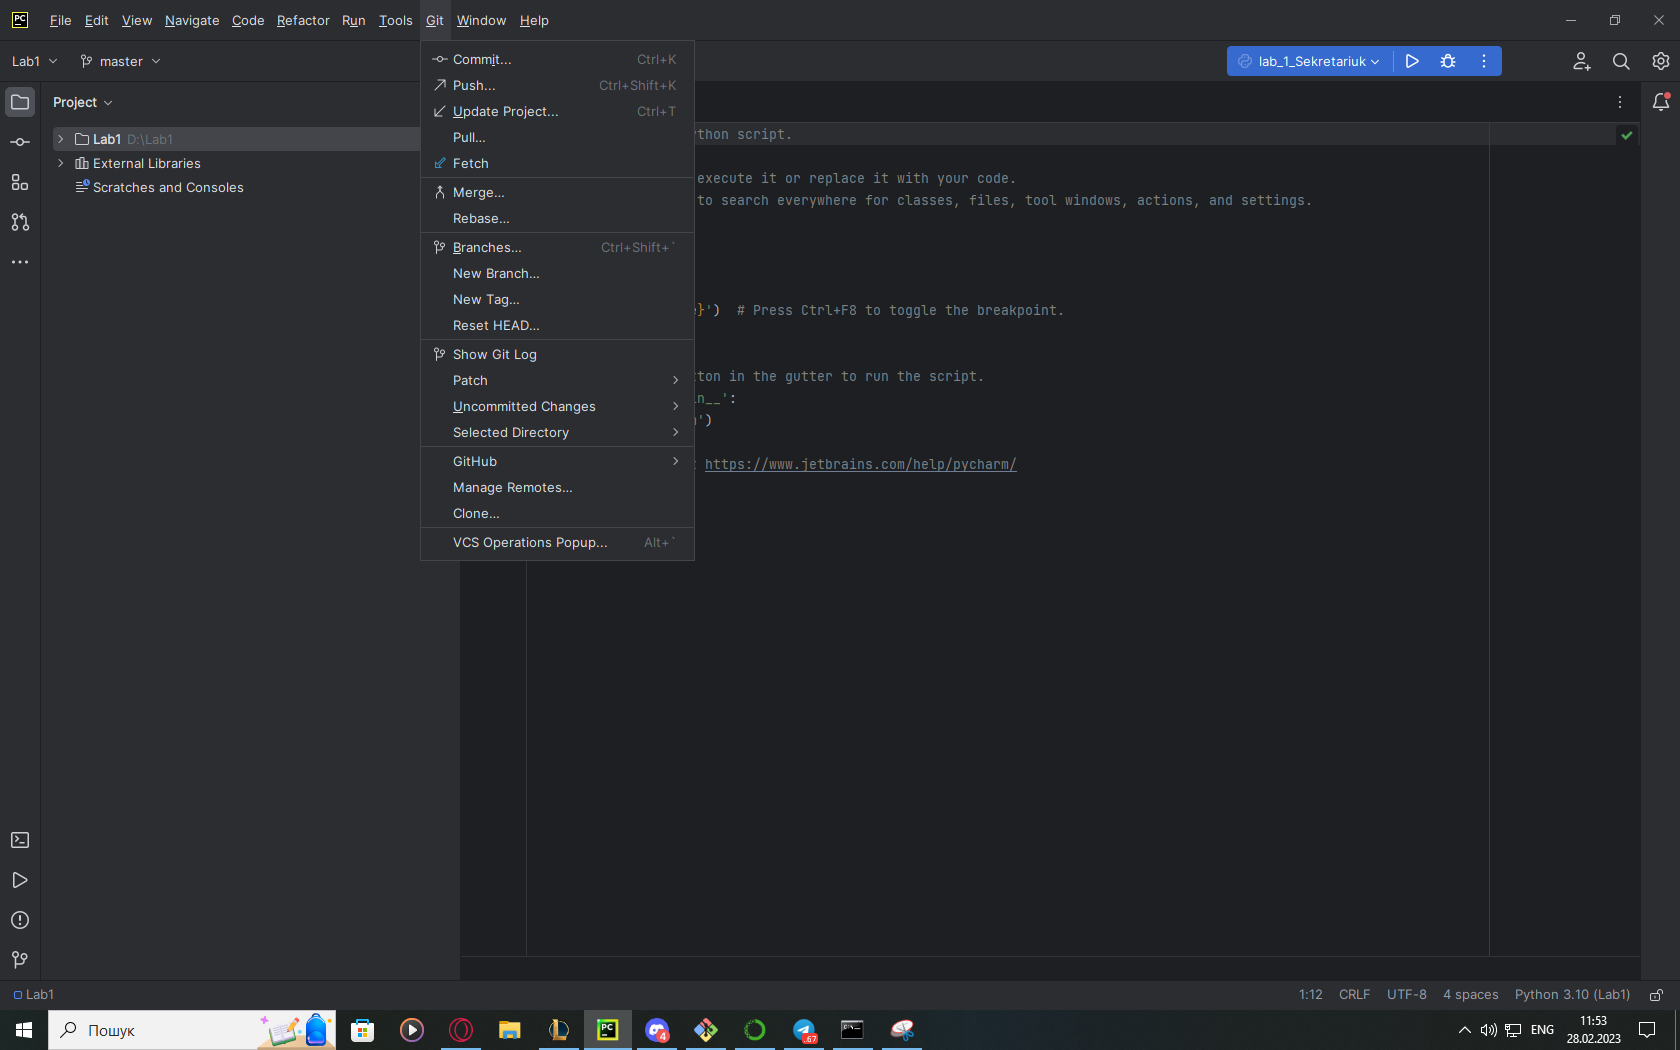 PC File Edit View Navigate Code Refactor Run Tools Git Window Help
Lab1 master lab_1_Sekretariuk
Project
Lab1 D:\Lab1
External Libraries
Scratches and Consoles
Commit... Ctrl+K
Push... Ctrl+Shift+K
Update Project... Ctrl+T
Pull...
Fetch
Merge...
Rebase...
Branches... Ctrl+Shift+`
New Branch...
New Tag...
Reset HEAD...
Show Git Log
Patch
Uncommitted Changes
Selected Directory
GitHub
Manage Remotes...
Clone...
VCS Operations Popup... Alt+`
thon script.
execute it or replace it with your code.
to search everywhere for classes, files, tool windows, actions, and settings.
}') # Press Ctrl+F8 to toggle the breakpoint.
ton in the gutter to run the script.
n__':
')
https://www.jetbrains.com/help/pycharm/
Lab1 1:12 CRLF UTF-8 4 spaces Python 3.10 (Lab1)
Пошук PC 4 .67 ENG 11:53
28.02.2023